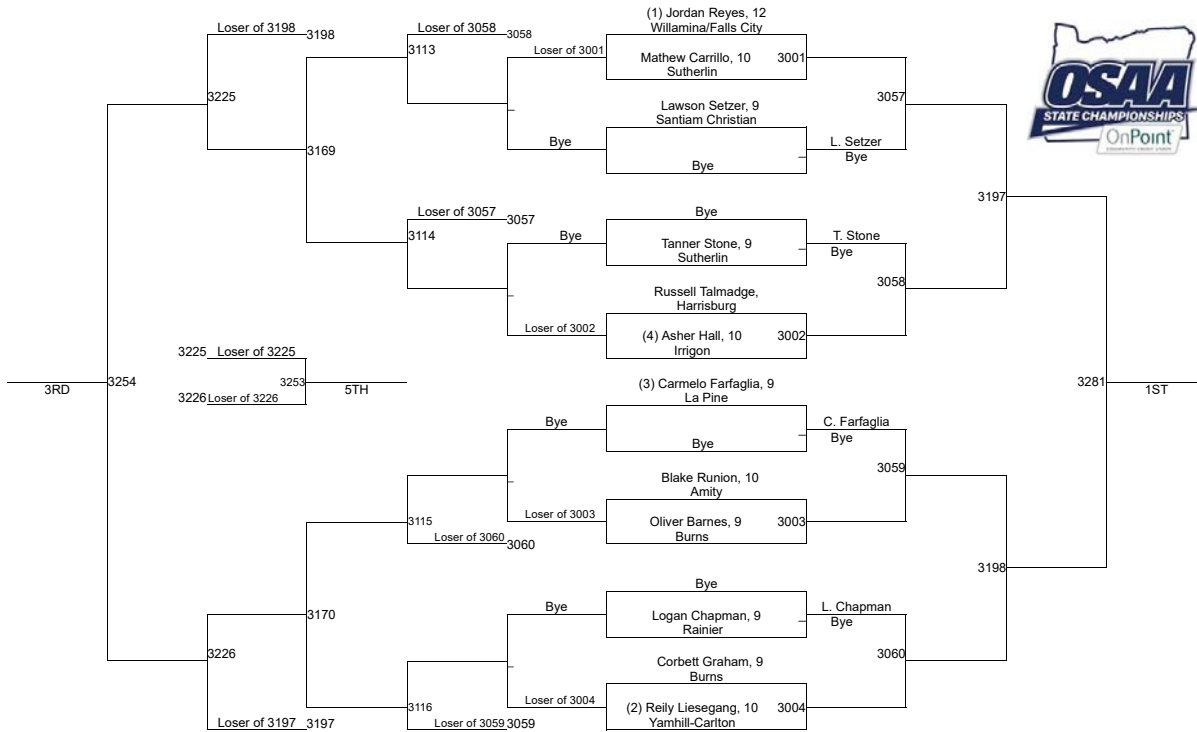 Loser of 3198 3198
Loser of 3058 3058
(1) Jordan Reyes, 12
Willamina/Falls City
3113
Loser of 3001
Mathew Carrillo, 10 3001
Sutherlin
OSAA
STATE CHAMPIONSHIPS
OnPoint
3225
3057
Lawson Setzer, 9
Santiam Christian
3169
Bye
L. Setzer
Bye
Bye
3197
Loser of 3057 3057
Bye
3114
Bye
Tanner Stone, 9
Sutherlin
T. Stone
Bye
3058
Russell Talmadge,
Harrisburg
Loser of 3002
(4) Asher Hall, 10 3002
Irrigon
3225 Loser of 3225
3RD
3254
3253
5TH
3226 Loser of 3226
(3) Carmelo Farfaglia, 9
La Pine
3281
1ST
Bye
C. Farfaglia
Bye
Bye
3059
Blake Runion, 10
Amity
3115
Loser of 3003
Oliver Barnes, 9 3003
Burns
Loser of 3060 3060
3198
Bye
3170
Bye
Logan Chapman, 9
Rainier
L. Chapman
Bye
3226
3060
Corbett Graham, 9
Burns
3116
Loser of 3004
(2) Reily Liesegang, 10 3004
Yamhill-Carlton
Loser of 3197 3197
Loser of 3059 3059